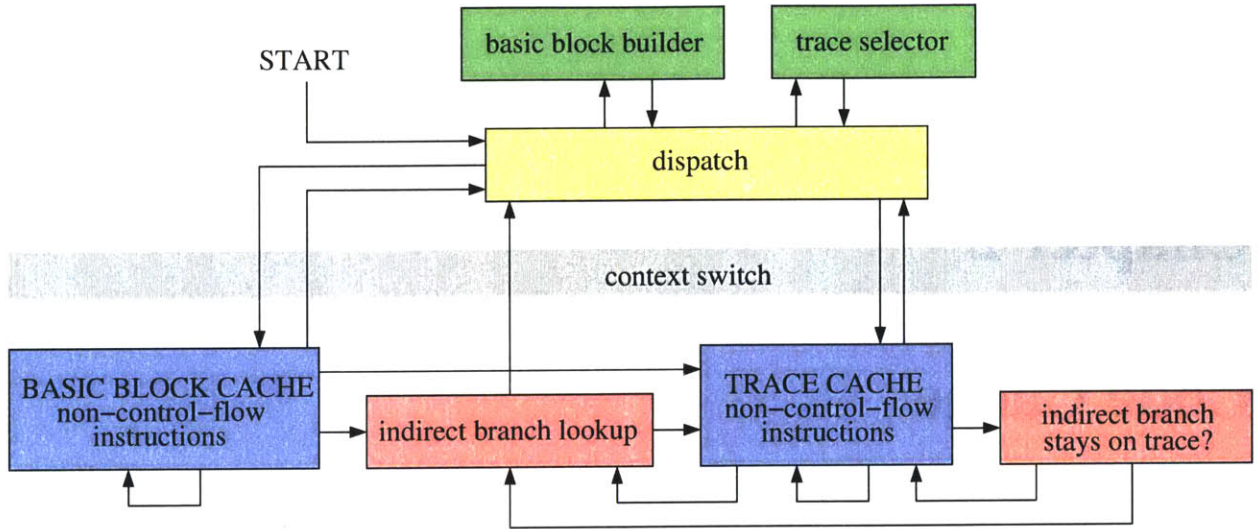 basic block builder
trace selector
START
dispatch
context switch
BASIC BLOCK CACHE
non−control−flow
instructions
indirect branch lookup
TRACE CACHE
non−control−flow
instructions
indirect branch
stays on trace?